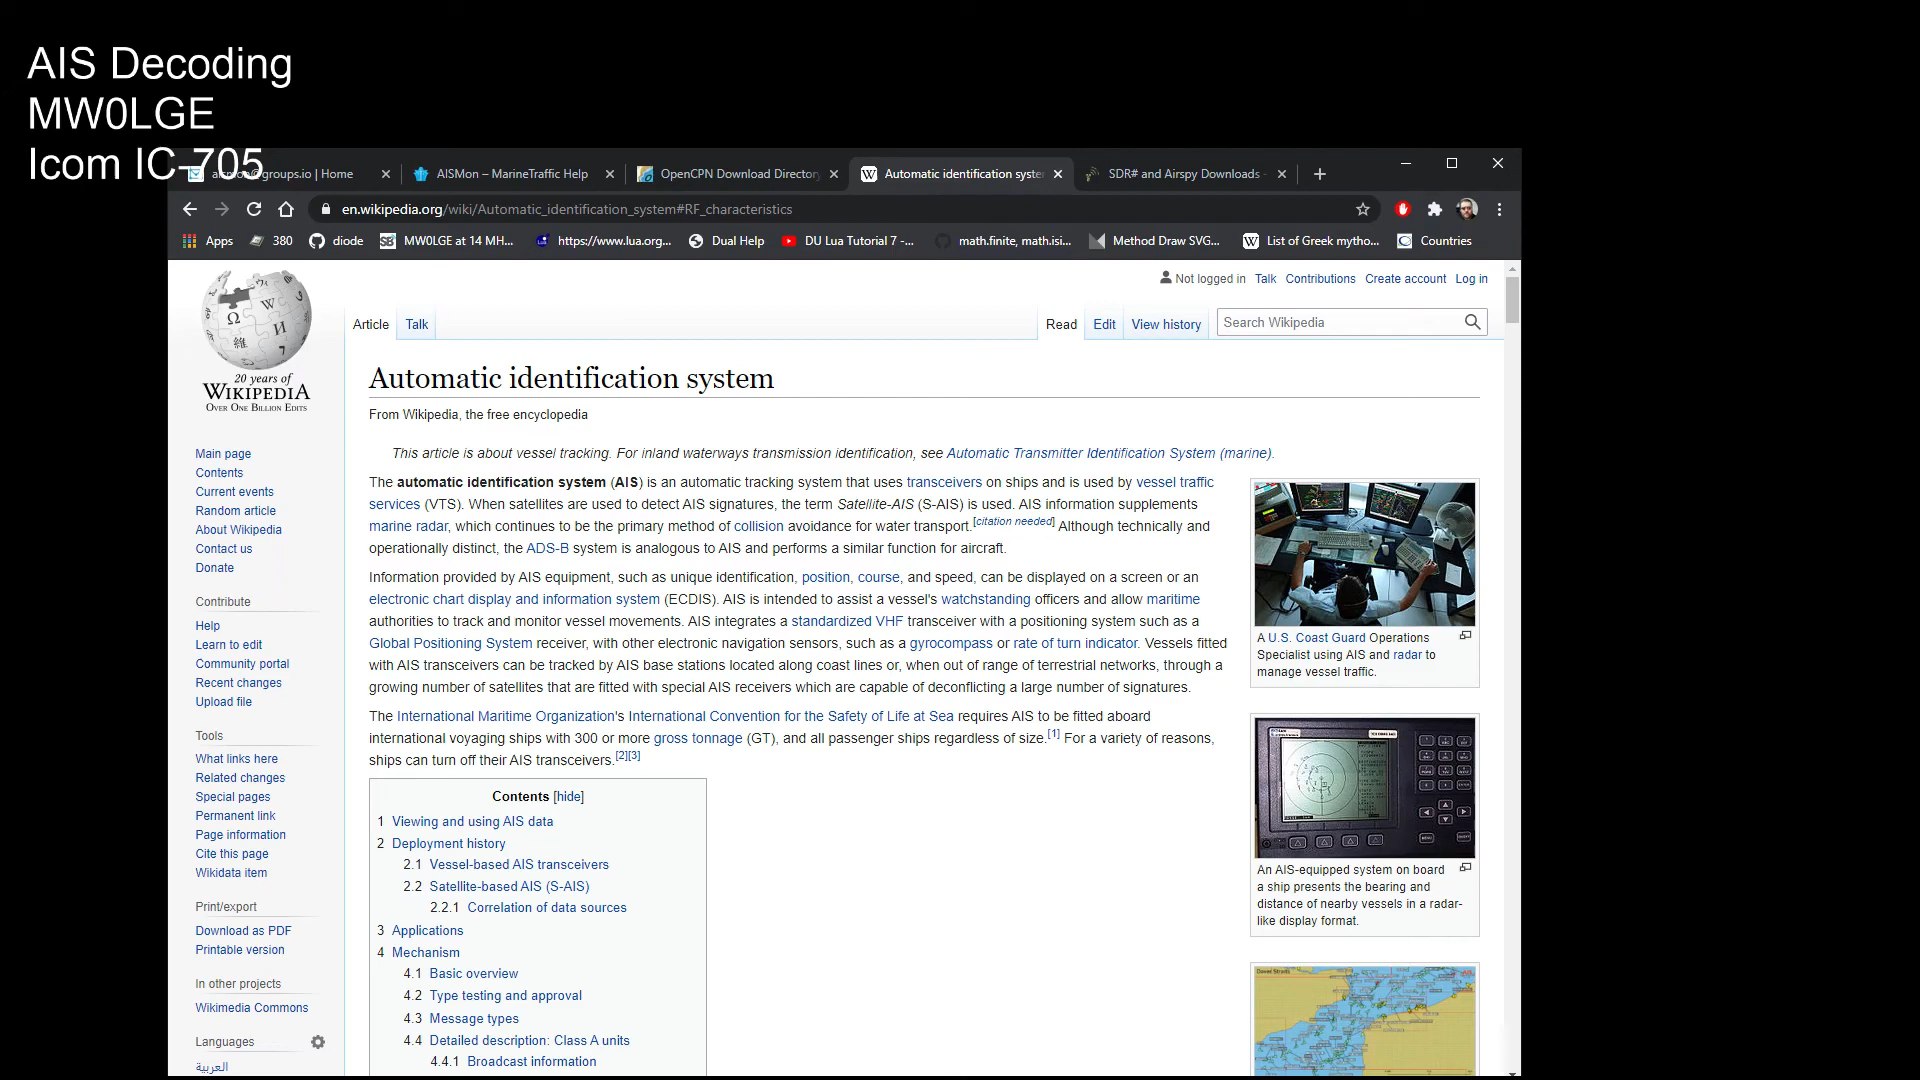 AIS Decoding
MW0LGE
Icom IC-705
groups.io | Home
AISMon – MarineTraffic Help
OpenCPN Download Directory
Automatic identification syste
SDR# and Airspy Downloads -
en.wikipedia.org/wiki/Automatic_identification_system#RF_characteristics
Apps
380
diode
MW0LGE at 14 MH...
https://www.lua.org...
Dual Help
DU Lua Tutorial 7 -...
math.finite, math.isi...
Method Draw SVG...
List of Greek mytho...
Countries
Not logged in Talk Contributions Create account Log in
Article Talk
Read Edit View history
Search Wikipedia
20 years of
WIKIPEDIA
OVER ONE BILLION EDITS
Main page
Contents
Current events
Random article
About Wikipedia
Contact us
Donate
Contribute
Help
Learn to edit
Community portal
Recent changes
Upload file
Tools
What links here
Related changes
Special pages
Permanent link
Page information
Cite this page
Wikidata item
Print/export
Download as PDF
Printable version
In other projects
Wikimedia Commons
Languages
العربية
Automatic identification system
From Wikipedia, the free encyclopedia
This article is about vessel tracking. For inland waterways transmission identification, see Automatic Transmitter Identification System (marine).
The automatic identification system (AIS) is an automatic tracking system that uses transceivers on ships and is used by vessel traffic
services (VTS). When satellites are used to detect AIS signatures, the term Satellite-AIS (S-AIS) is used. AIS information supplements
marine radar, which continues to be the primary method of collision avoidance for water transport.[citation needed] Although technically and
operationally distinct, the ADS-B system is analogous to AIS and performs a similar function for aircraft.
Information provided by AIS equipment, such as unique identification, position, course, and speed, can be displayed on a screen or an
electronic chart display and information system (ECDIS). AIS is intended to assist a vessel's watchstanding officers and allow maritime
authorities to track and monitor vessel movements. AIS integrates a standardized VHF transceiver with a positioning system such as a
Global Positioning System receiver, with other electronic navigation sensors, such as a gyrocompass or rate of turn indicator. Vessels fitted
with AIS transceivers can be tracked by AIS base stations located along coast lines or, when out of range of terrestrial networks, through a
growing number of satellites that are fitted with special AIS receivers which are capable of deconflicting a large number of signatures.
The International Maritime Organization's International Convention for the Safety of Life at Sea requires AIS to be fitted aboard
international voyaging ships with 300 or more gross tonnage (GT), and all passenger ships regardless of size.[1] For a variety of reasons,
ships can turn off their AIS transceivers.[2][3]
Contents [hide]
1 Viewing and using AIS data
2 Deployment history
2.1 Vessel-based AIS transceivers
2.2 Satellite-based AIS (S-AIS)
2.2.1 Correlation of data sources
3 Applications
4 Mechanism
4.1 Basic overview
4.2 Type testing and approval
4.3 Message types
4.4 Detailed description: Class A units
4.4.1 Broadcast information
A U.S. Coast Guard Operations
Specialist using AIS and radar to
manage vessel traffic.
An AIS-equipped system on board
a ship presents the bearing and
distance of nearby vessels in a radar-
like display format.